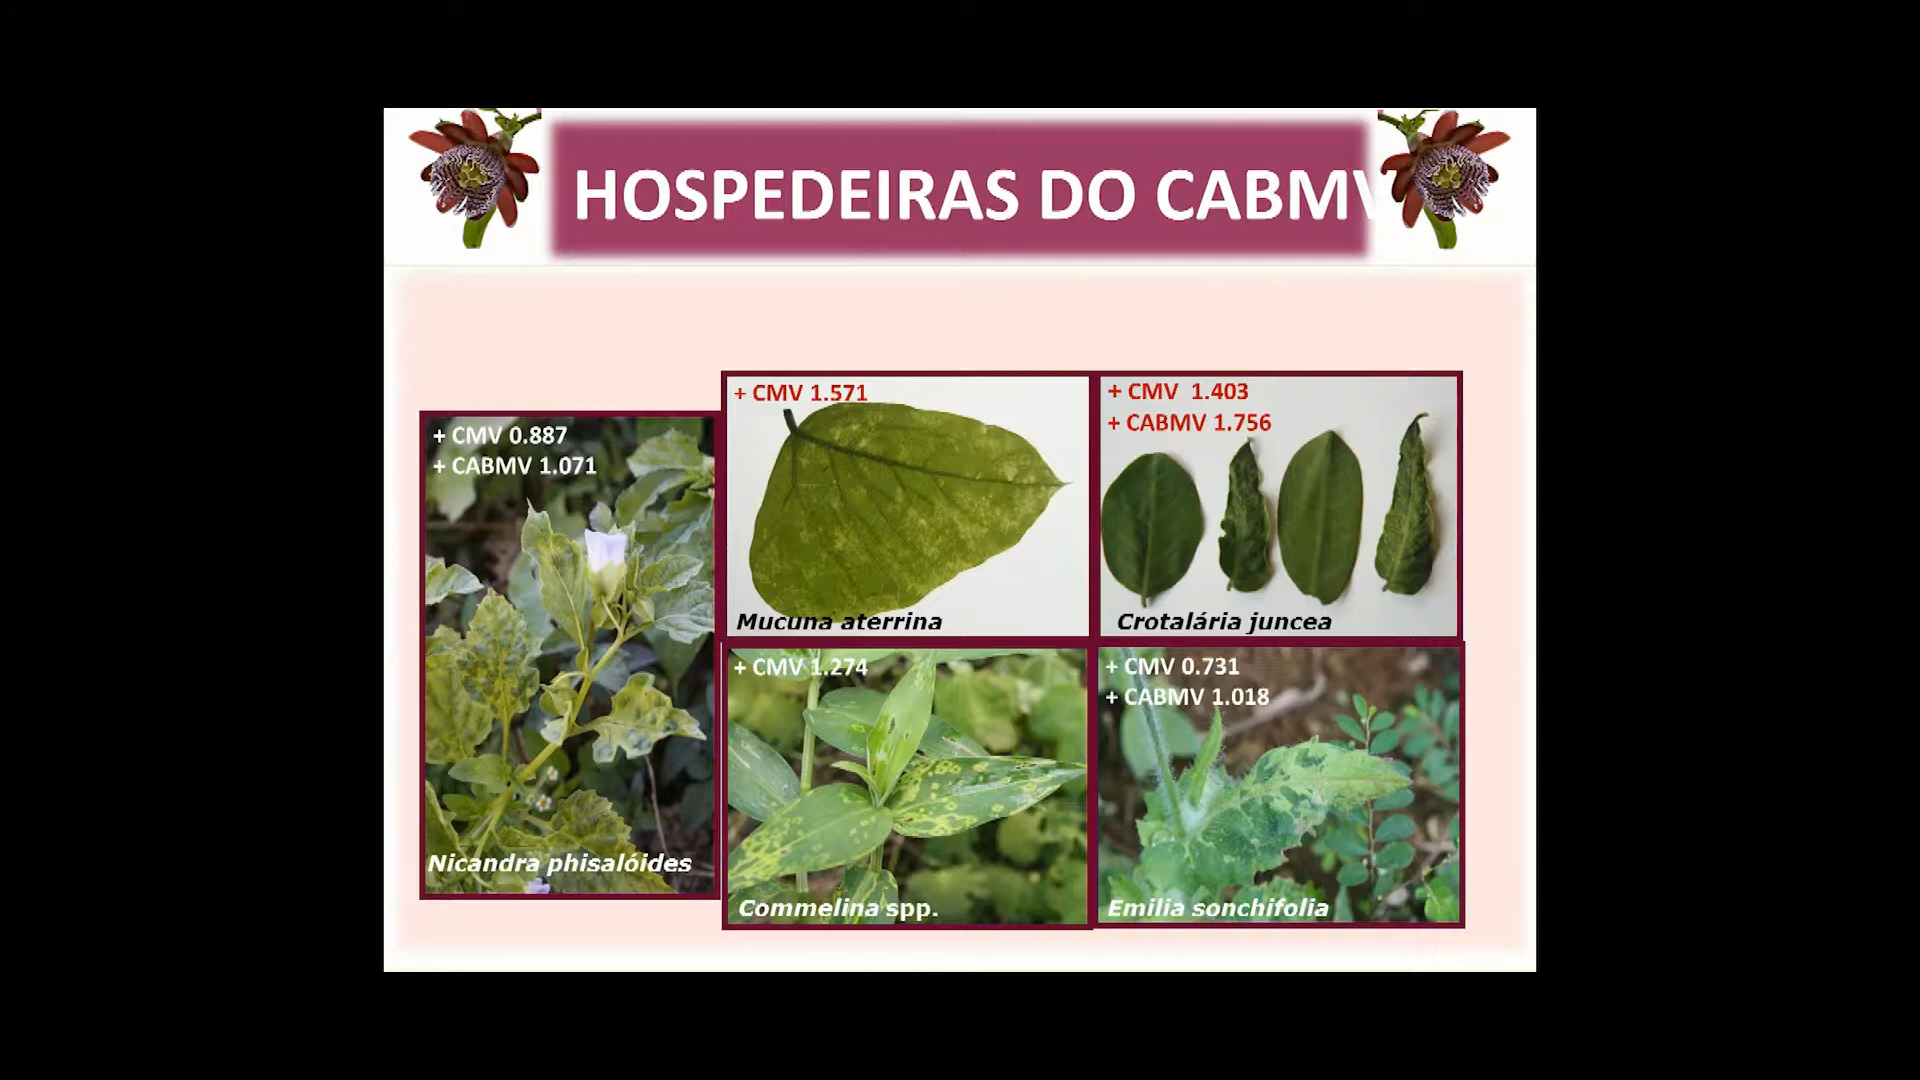 HOSPEDEIRAS DO CABMV
+ CMV 0.887
+ CABMV 1.071
Nicandra phisalóides
+ CMV 1.571
Mucuna aterrina
+ CMV 1.403
+ CABMV 1.756
Crotalária juncea
+ CMV 1.274
Commelina spp.
+ CMV 0.731
+ CABMV 1.018
Emilia sonchifolia